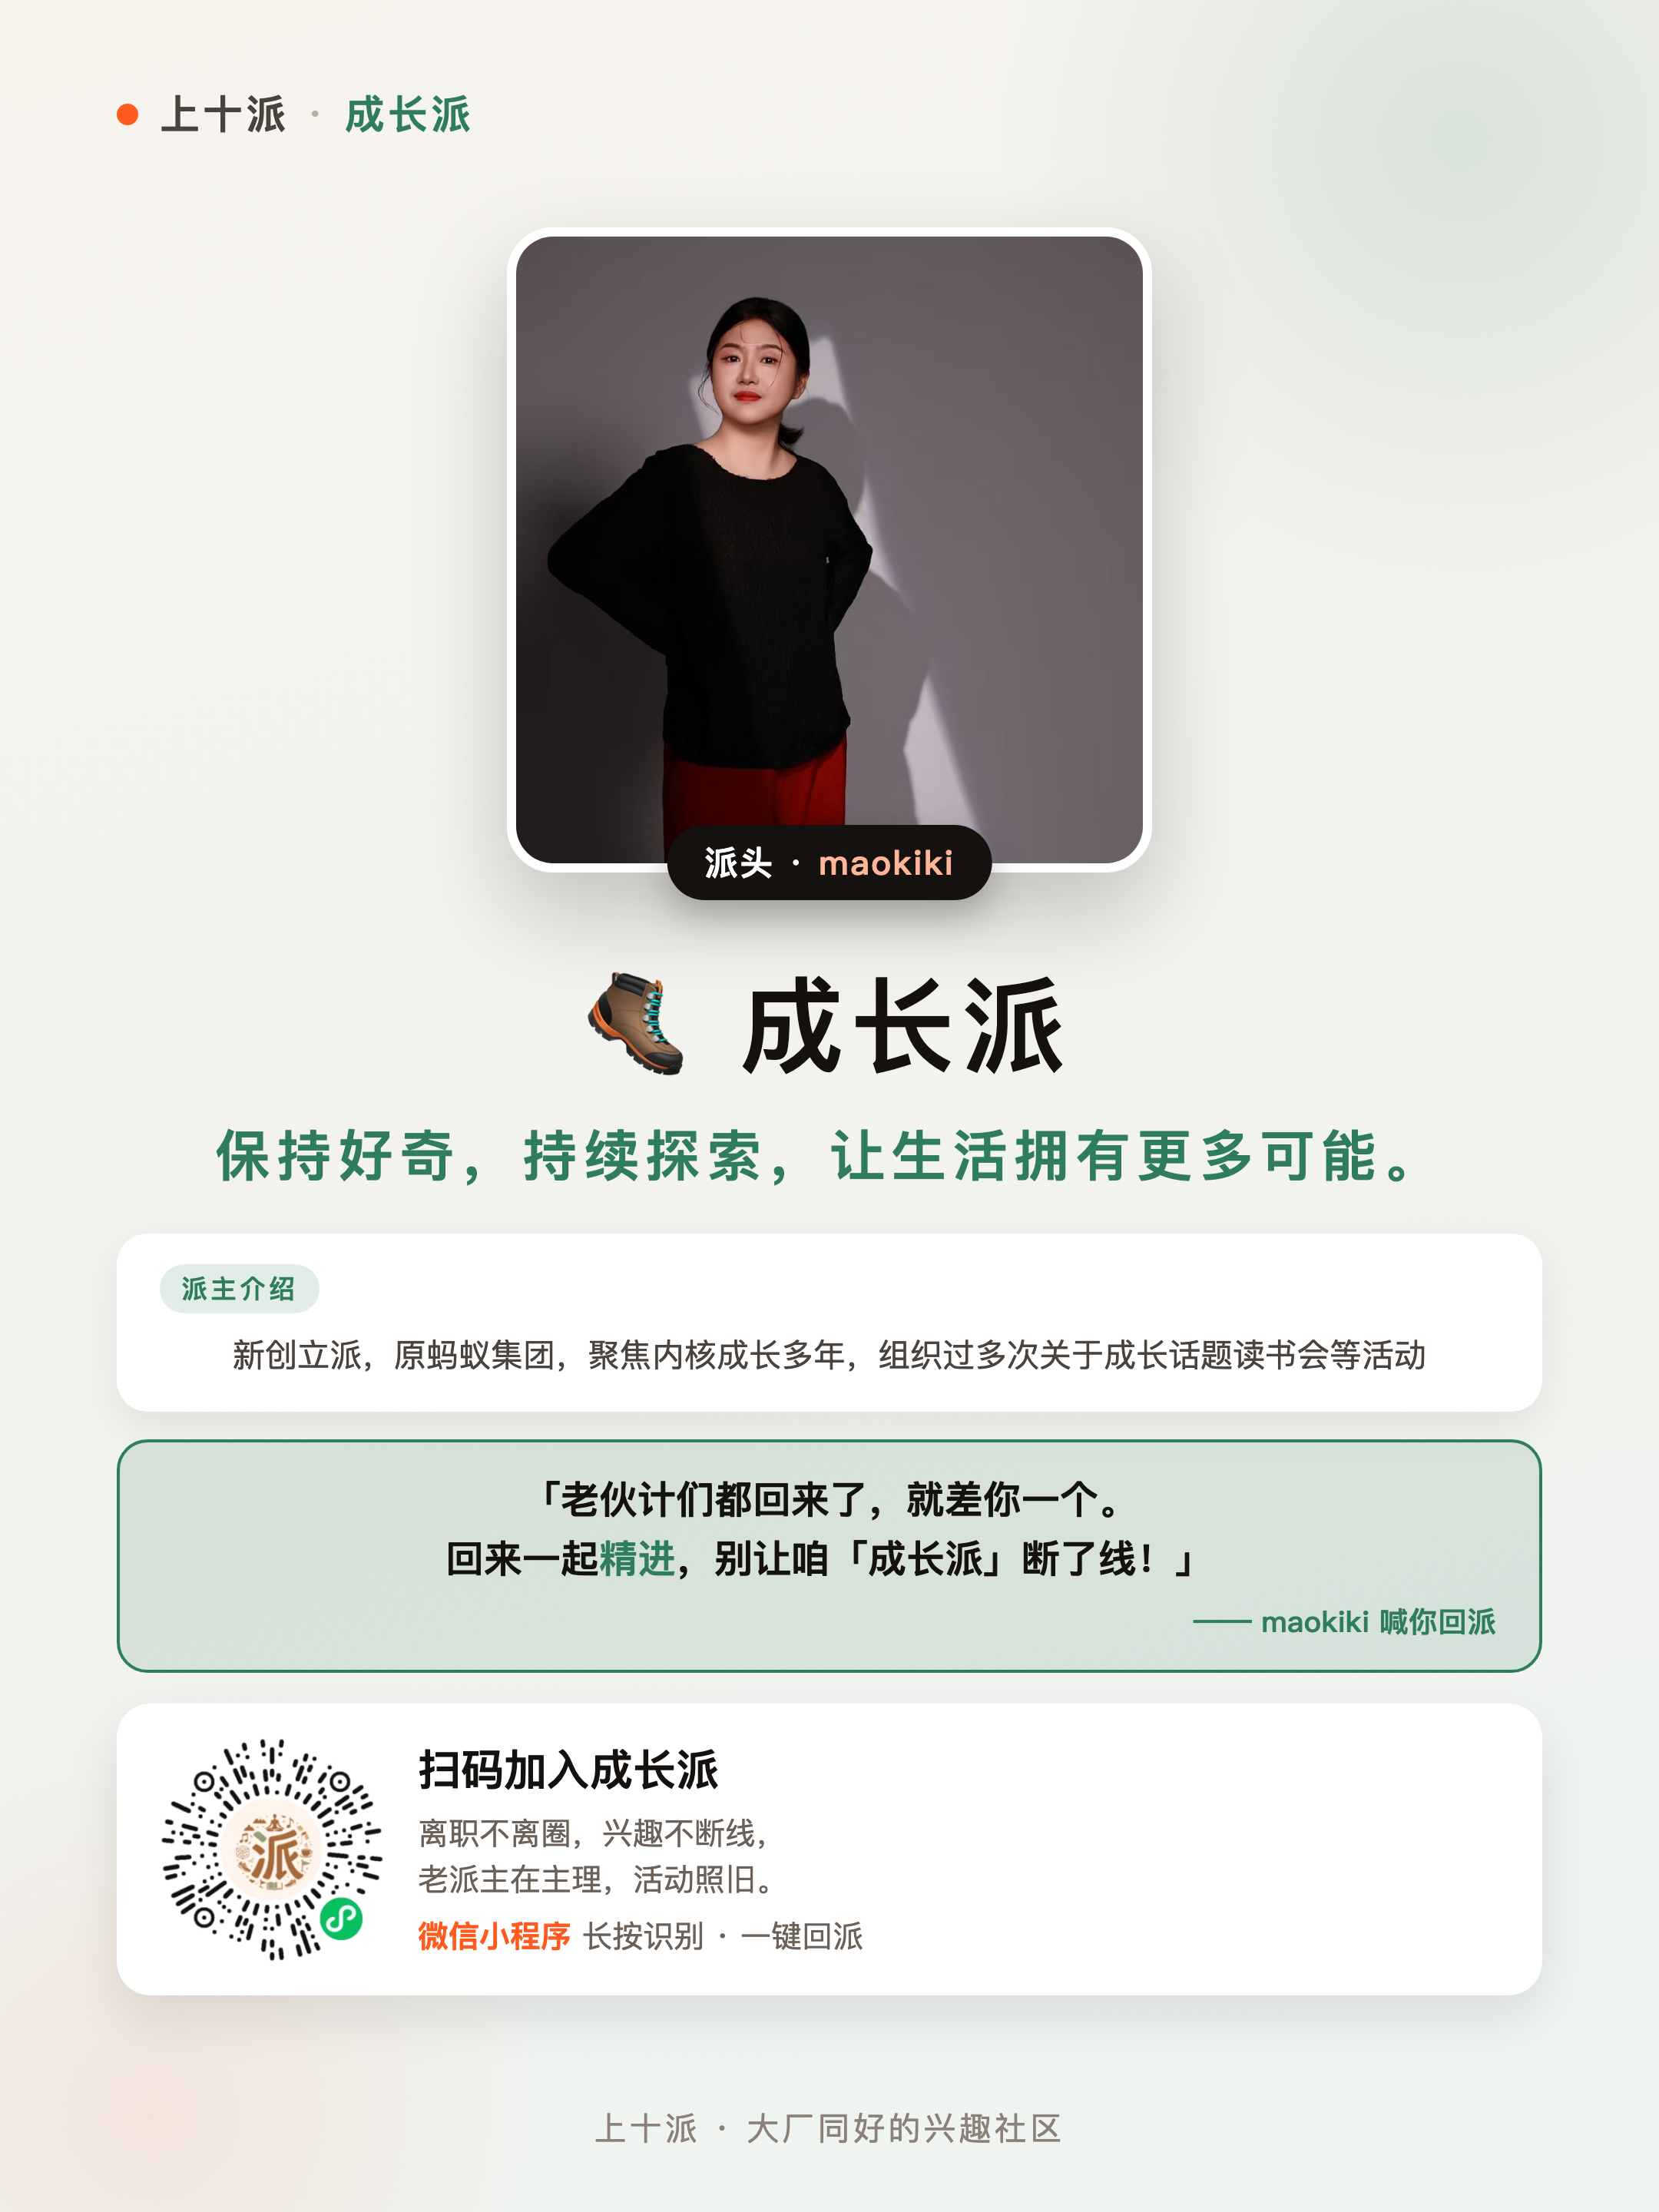 上十派 · 成长派
派头 · maokiki
成长派
保持好奇，持续探索，让生活拥有更多可能。
派主介绍
新创立派，原蚂蚁集团，聚焦内核成长多年，组织过多次关于成长话题读书会等活动
「老伙计们都回来了，就差你一个。
回来一起精进，别让咱「成长派」断了线！」
—— maokiki 喊你回派
派
扫码加入成长派
离职不离圈，兴趣不断线，
老派主在主理，活动照旧。
微信小程序 长按识别 · 一键回派
上十派 · 大厂同好的兴趣社区